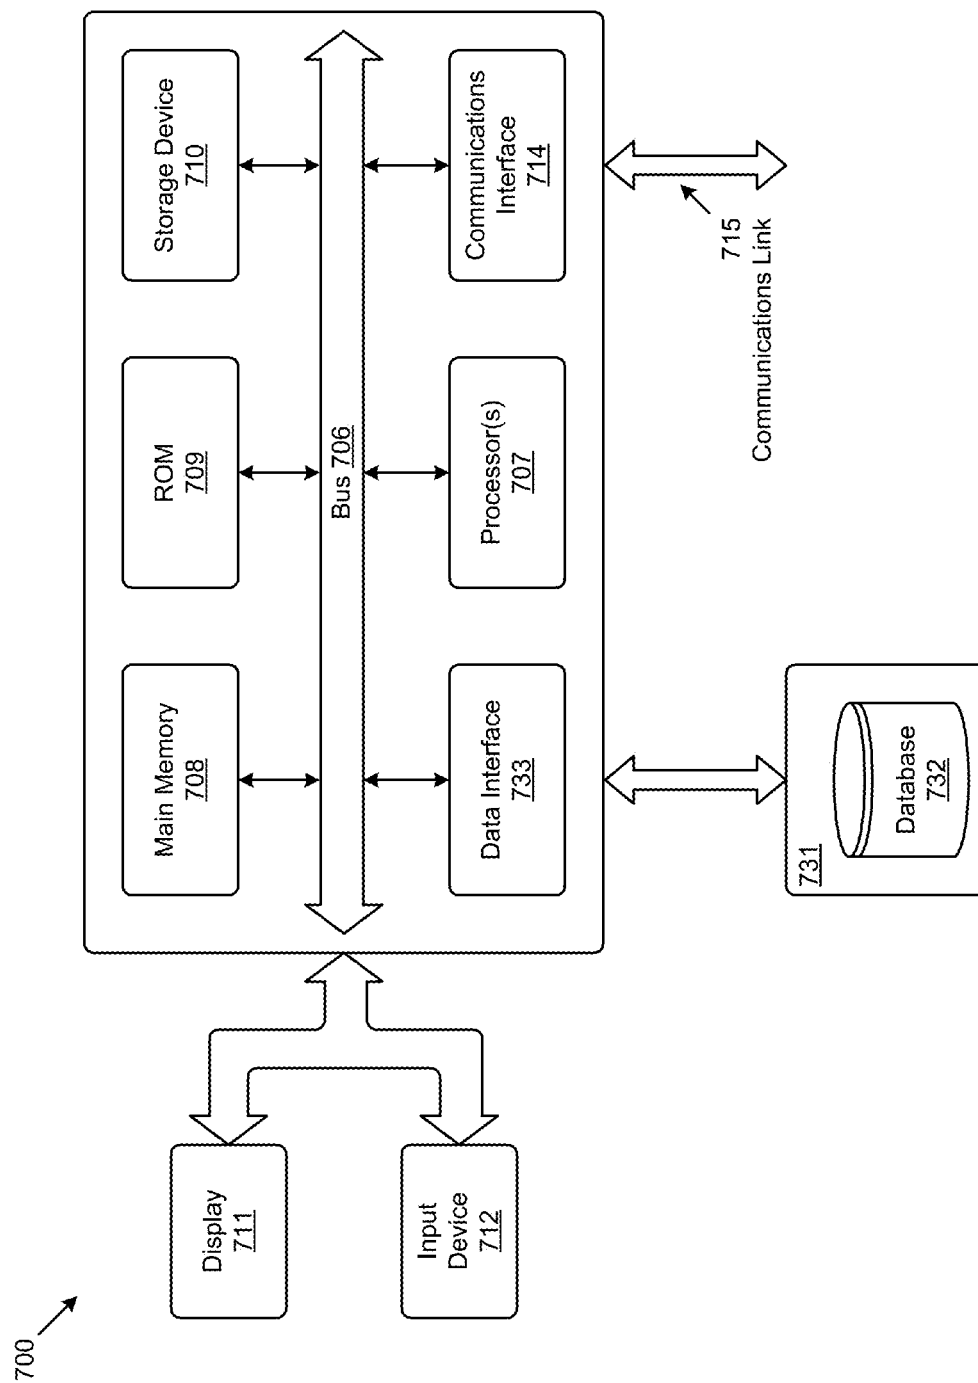 700
Display
711
Input
Device
712
Main Memory
708
ROM
709
Storage Device
710
Bus 706
Data Interface
733
Processor(s)
707
Communications
Interface
714
715
Communications Link
731
Database
732